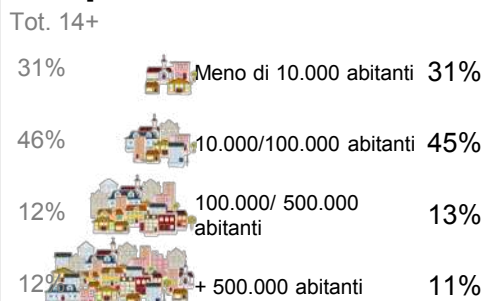 Tot. 14+
31% Meno di 10.000 abitanti 31%
46% 10.000/100.000 abitanti 45%
12% 100.000/ 500.000
abitanti 13%
12% + 500.000 abitanti 11%